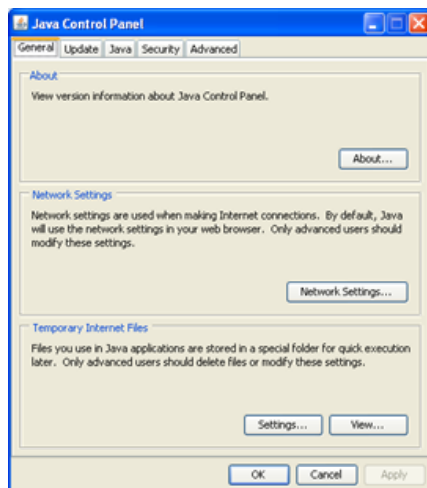 Java Control Panel
General Update Java Security Advanced
About
View version information about Java Control Panel.
About...
Network Settings
Network settings are used when making Internet connections. By default, Java
will use the network settings in your web browser. Only advanced users should
modify these settings.
Network Settings...
Temporary Internet Files
Files you use in Java applications are stored in a special folder for quick execution
later. Only advanced users should delete files or modify these settings.
Settings... View...
OK Cancel Apply